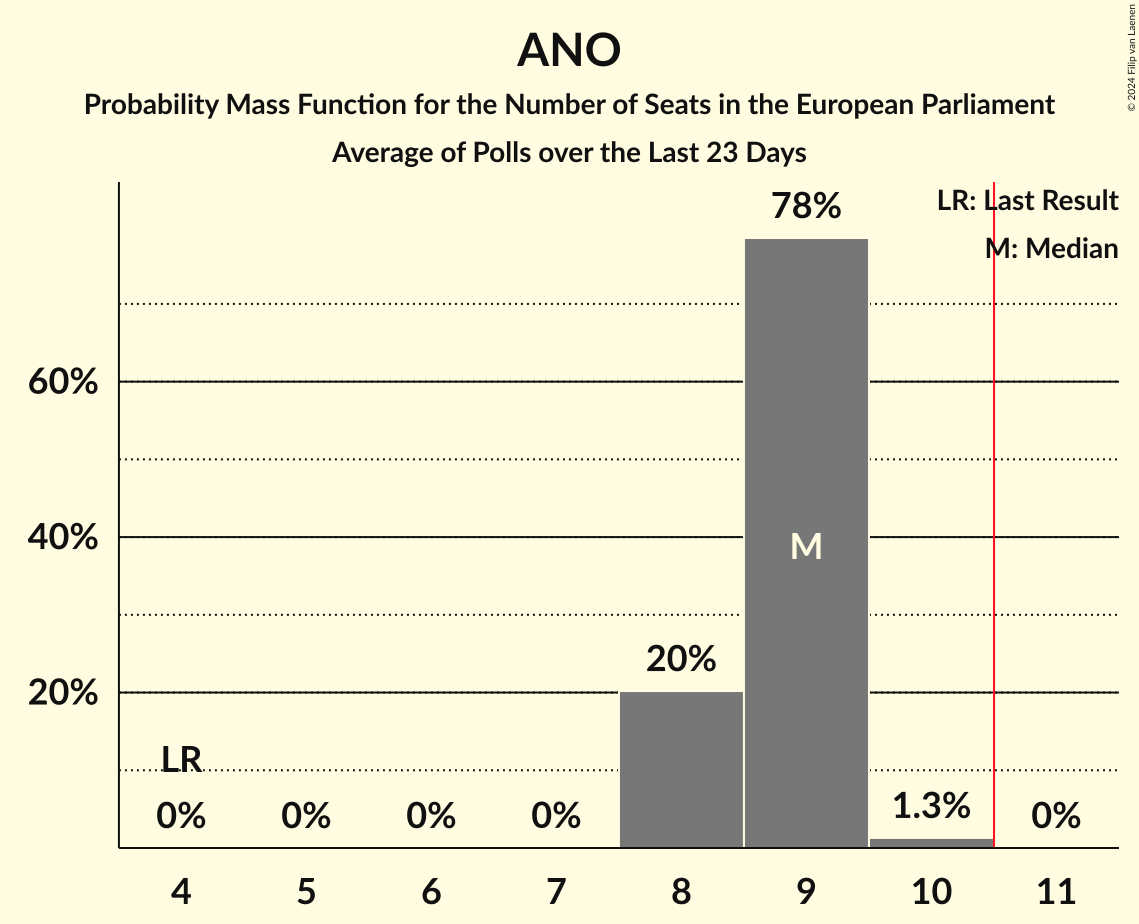 ANO
Probability Mass Function for the Number of Seats in the European Parliament
Average of Polls over the Last 23 Days
© 2024 Filip van Laenen
LR: Last Result
M: Median
78%
60%
40%
M
20%
20%
LR
0%
0%
0%
0%
1.3%
0%
4
5
6
7
8
9
10
11